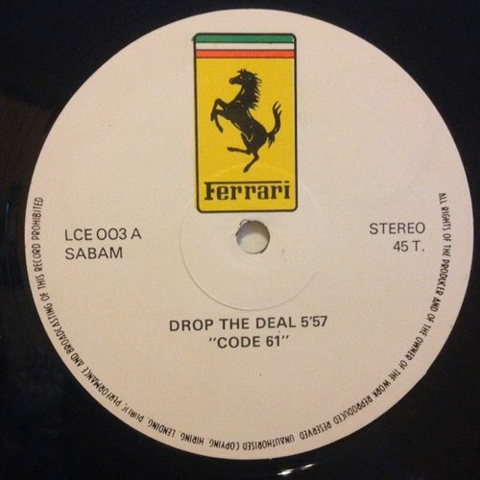 Ferrari
LCE 003 A
SABAM
STEREO
45 T.
DROP THE DEAL 5'57
"CODE 61"
ALL RIGHTS OF THE PRODUCER AND OF THE OWNER OF THE WORK REPRODUCED RESERVED. UNAUTHORISED COPYING, HIRING, LENDING, PUBLIC PERFORMANCE AND BROADCASTING OF THIS RECORD PROHIBITED